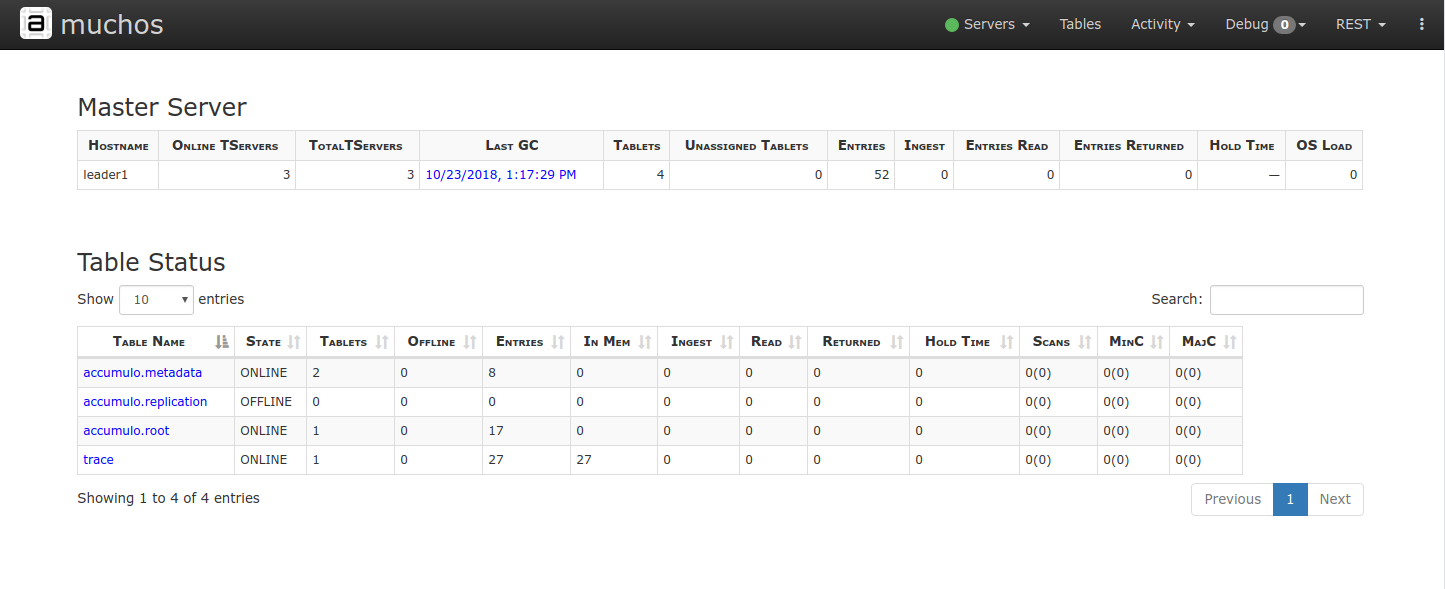 a muchos Servers Tables Activity Debug 0 REST
Master Server
Hostname Online TServers TotalTServers Last GC Tablets Unassigned Tablets Entries Ingest Entries Read Entries Returned Hold Time OS Load
leader1 3 3 10/23/2018, 1:17:29 PM 4 0 52 0 0 0 — 0
Table Status
Show 10 entries Search:
Table Name State Tablets Offline Entries In Mem Ingest Read Returned Hold Time Scans MinC MajC
accumulo.metadata ONLINE 2 0 8 0 0 0 0 0 0(0) 0(0) 0(0)
accumulo.replication OFFLINE 0 0 0 0 0 0 0 0 0(0) 0(0) 0(0)
accumulo.root ONLINE 1 0 17 0 0 0 0 0 0(0) 0(0) 0(0)
trace ONLINE 1 0 27 27 0 0 0 0 0(0) 0(0) 0(0)
Showing 1 to 4 of 4 entries Previous 1 Next